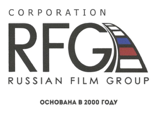 CORPORATION
RFG
RUSSIAN FILM GROUP
ОСНОВАНА В 2000 ГОДУ